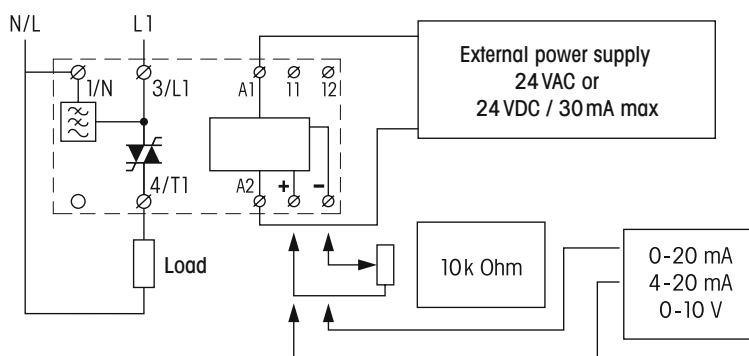 N/L L1
External power supply
24 VAC or
24 VDC / 30 mA max
1/N 3/L1 A1 11 12
4/T1 A2 + -
Load
10k Ohm
0-20 mA
4-20 mA
0-10 V